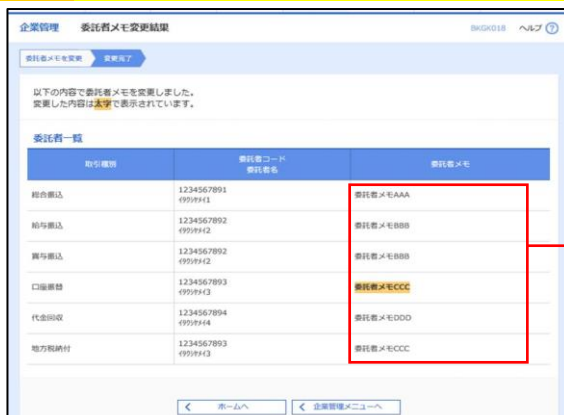 企業管理 委託者メモ変更結果 BKGK018 ヘルプ ?
委託者メモを変更 変更完了
以下の内容で委託者メモを変更しました。
変更した内容は太字で表示されています。
委託者一覧
取引種別 委託者コード 委託者メモ
委託者名
総合振込 1234567891 委託者メモAAA
ｲﾀｸｼﾔﾒｲ1
給与振込 1234567892 委託者メモBBB
ｲﾀｸｼﾔﾒｲ2
賞与振込 1234567892 委託者メモBBB
ｲﾀｸｼﾔﾒｲ2
口座振替 1234567893 委託者メモCCC
ｲﾀｸｼﾔﾒｲ3
代金回収 1234567894 委託者メモDDD
ｲﾀｸｼﾔﾒｲ4
地方税納付 1234567893 委託者メモCCC
ｲﾀｸｼﾔﾒｲ3
ホームへ 企業管理メニューへ